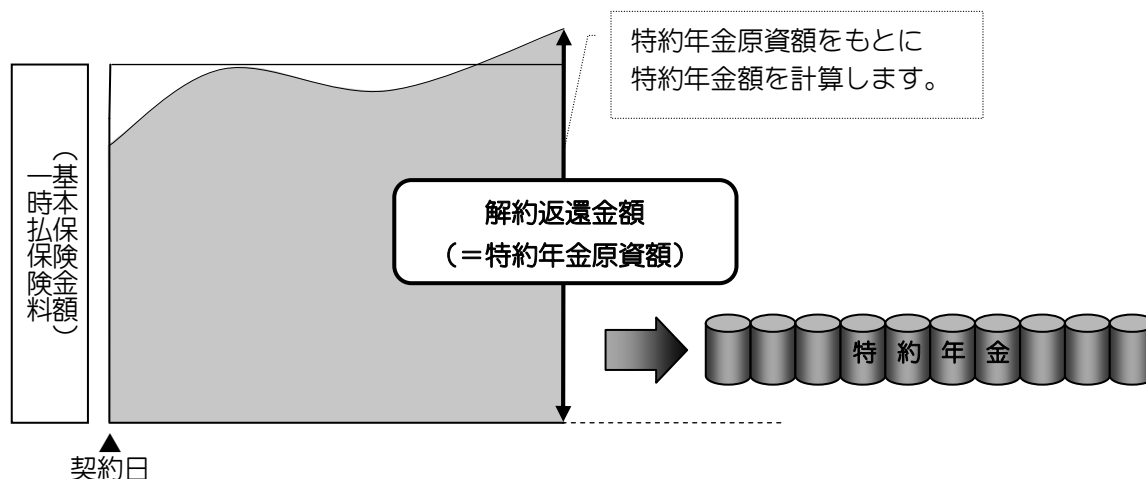 特約年金原資額をもとに
特約年金額を計算します。
一時払保険料
(基本保険金額)
解約返還金額
(＝特約年金原資額)
特約年金
▲
契約日